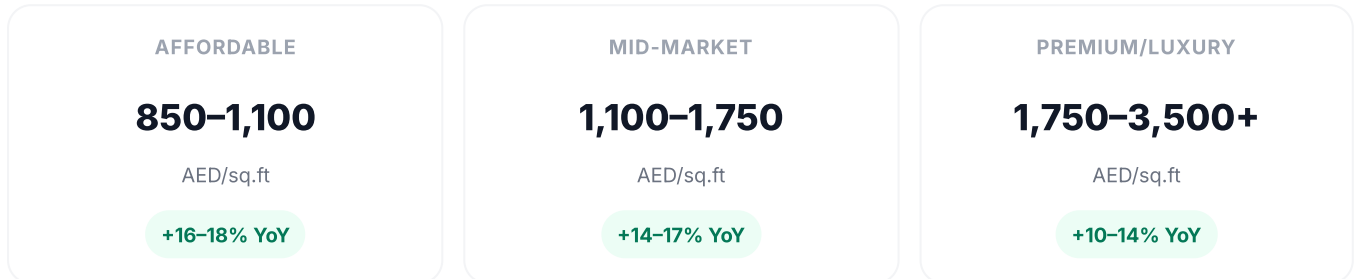 AFFORDABLE
850–1,100
AED/sq.ft
+16–18% YoY
MID-MARKET
1,100–1,750
AED/sq.ft
+14–17% YoY
PREMIUM/LUXURY
1,750–3,500+
AED/sq.ft
+10–14% YoY